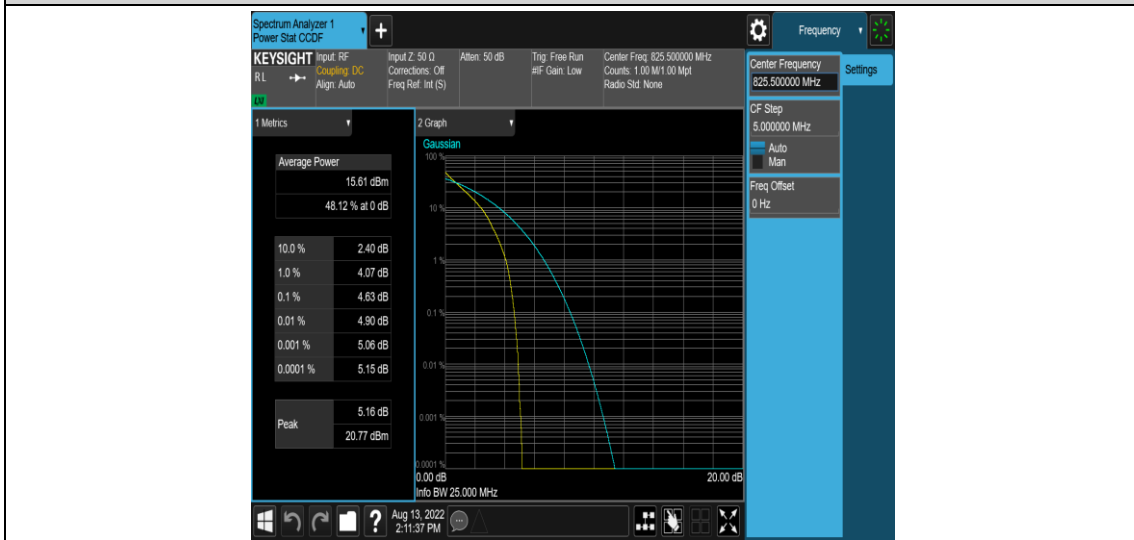 Spectrum Analyzer 1
Power Stat CCDF
+
Frequency
KEYSIGHT
RL
Input: RF
Coupling: DC
Align: Auto
Input Z: 50 Ω
Corrections: Off
Freq Ref: Int (S)
Atten: 50 dB
Trig: Free Run
#IF Gain: Low
Center Freq: 825.500000 MHz
Counts: 1.00 M/1.00 Mpt
Radio Std: None
Center Frequency
825.500000 MHz
Settings
CF Step
5.000000 MHz
Auto
Man
Freq Offset
0 Hz
1 Metrics
Average Power
15.61 dBm
48.12 % at 0 dB
10.0 % 2.40 dB
1.0 % 4.07 dB
0.1 % 4.63 dB
0.01 % 4.90 dB
0.001 % 5.06 dB
0.0001 % 5.15 dB
Peak
5.16 dB
20.77 dBm
2 Graph
Gaussian
100 %
10 %
1 %
0.1 %
0.01 %
0.001 %
0.0001 %
0.00 dB 20.00 dB
Info BW 25.000 MHz
?
Aug 13, 2022
2:11:37 PM